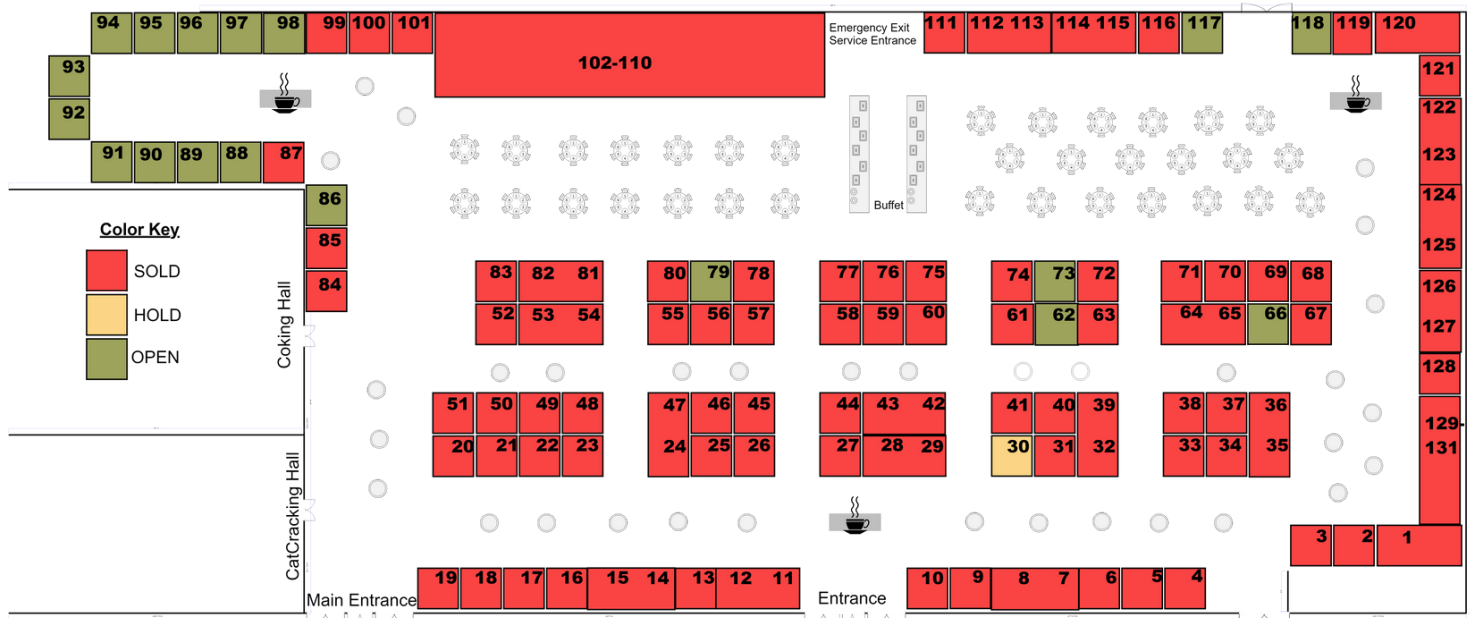 94 95 96 97 98 99 100 101
102-110
Emergency Exit
Service Entrance
111 112 113 114 115 116 117 118 119 120
93
92
121
122
123
91 90 89 88 87
86
85
84
124
125
Buffet
Color Key
SOLD
HOLD
OPEN
Coking Hall
CatCracking Hall
83 82 81 80 79 78 77 76 75 74 73 72 71 70 69 68
52 53 54 55 56 57 58 59 60 61 62 63 64 65 66 67
126
127
128
51 50 49 48 47 46 45 44 43 42 41 40 39 38 37 36
20 21 22 23 24 25 26 27 28 29 30 31 32 33 34 35
129-
131
3 2 1
19 18 17 16 15 14 13 12 11 10 9 8 7 6 5 4
Main Entrance
Entrance